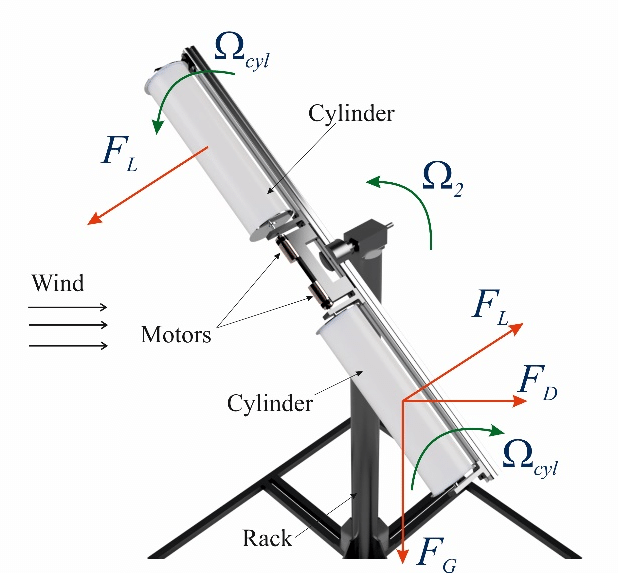 Ω_cyl
Cylinder
F_L
Ω_2
Wind
Motors
F_L
F_D
Cylinder
Ω_cyl
Rack
F_G